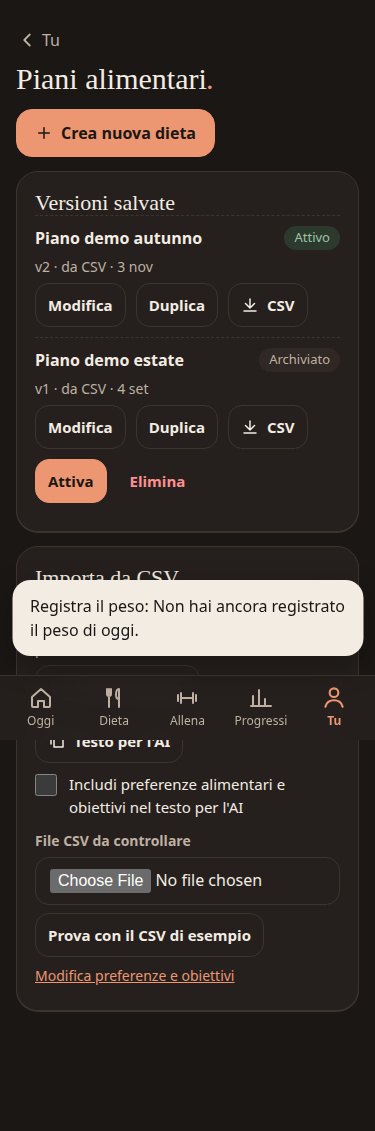 Tu
Piani alimentari.
Crea nuova dieta
Versioni salvate
Piano demo autunno
Attivo
v2 · da CSV · 3 nov
Modifica
Duplica
CSV
Piano demo estate
Archiviato
v1 · da CSV · 4 set
Modifica
Duplica
CSV
Attiva
Elimina
Importa da CSV
Registra il peso: Non hai ancora registrato
il peso di oggi.
Oggi
Dieta
Allena
Progressi
Tu
Testo per l'AI
Includi preferenze alimentari e
obiettivi nel testo per l'AI
File CSV da controllare
Choose File No file chosen
Prova con il CSV di esempio
Modifica preferenze e obiettivi